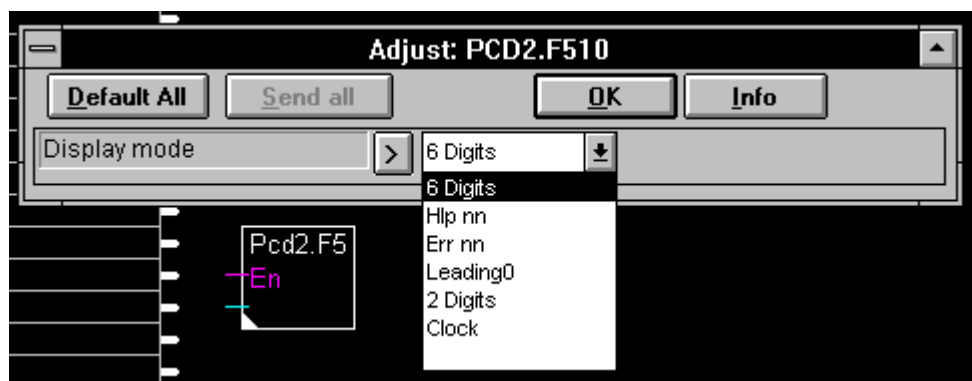 Adjust: PCD2.F510
Default All Send all OK Info
Display mode > 6 Digits
6 Digits
Hlp nn
Err nn
Leading0
2 Digits
Clock
Pcd2.F5
En